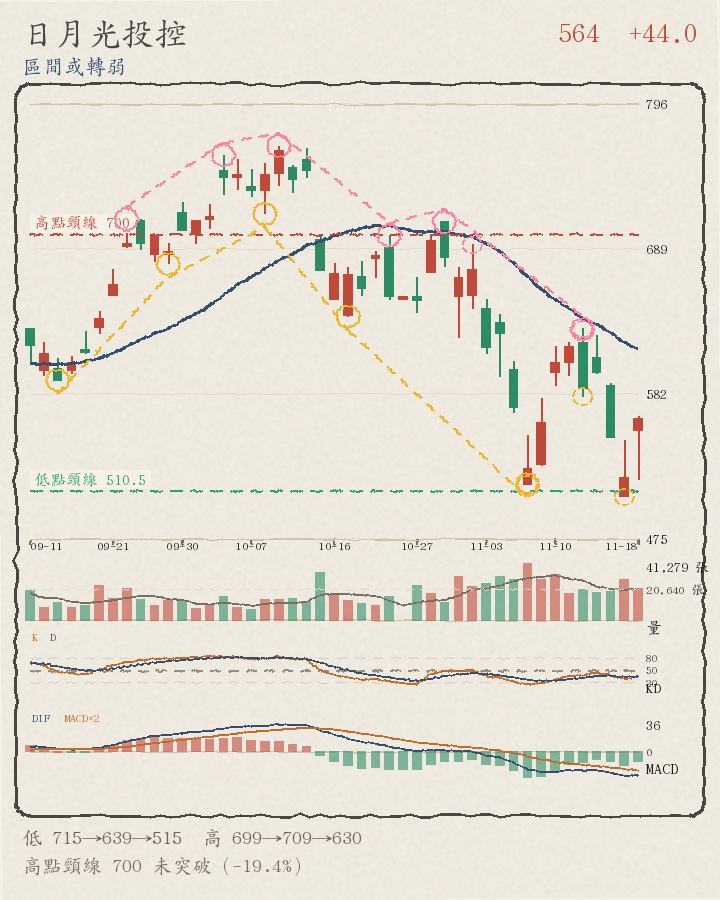 日月光投控
564 +44.0
區間或轉弱
796
高點頸線 700
689
582
低點頸線 510.5
475
09-11 09-21 09-30 10-07 10-16 10-27 11-03 11-10 11-18
41,279 張
20,640 張
量
K D
80
50
20
KD
DIF MACD×2
36
0
MACD
低 715→639→515 高 699→709→630
高點頸線 700 未突破 (-19.4%)